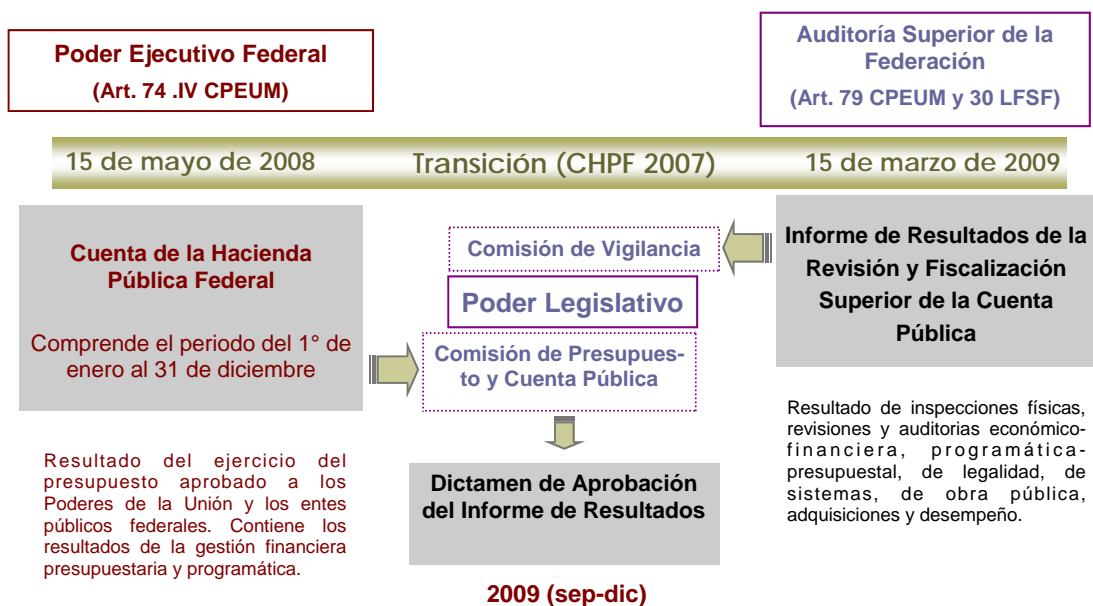 Poder Ejecutivo Federal
(Art. 74 .IV CPEUM)
Auditoría Superior de la
Federación
(Art. 79 CPEUM y 30 LFSF)
15 de mayo de 2008
Transición (CHPF 2007)
15 de marzo de 2009
Cuenta de la Hacienda
Pública Federal
Comprende el periodo del 1° de
enero al 31 de diciembre
Resultado del ejercicio del
presupuesto aprobado a los
Poderes de la Unión y los entes
públicos federales. Contiene los
resultados de la gestión financiera
presupuestaria y programática.
Comisión de Vigilancia
Poder Legislativo
Comisión de Presupues-
to y Cuenta Pública
Dictamen de Aprobación
del Informe de Resultados
2009 (sep-dic)
Informe de Resultados de la
Revisión y Fiscalización
Superior de la Cuenta
Pública
Resultado de inspecciones físicas,
revisiones y auditorias económico-
financiera, programática-
presupuestal, de legalidad, de
sistemas, de obra pública,
adquisiciones y desempeño.